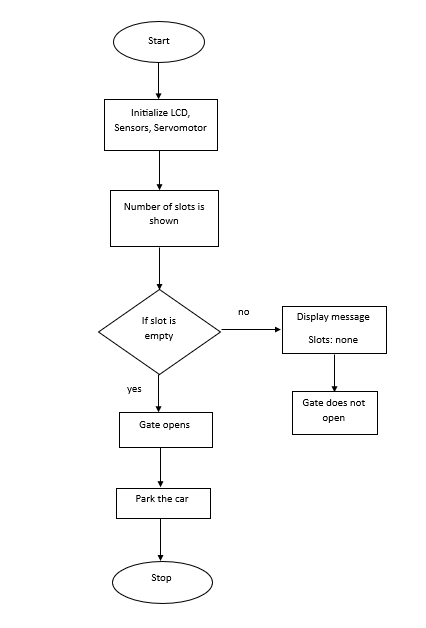 Start
Initialize LCD,
Sensors, Servomotor
Number of slots is
shown
If slot is
empty
no
Display message
Slots: none
yes
Gate does not
open
Gate opens
Park the car
Stop